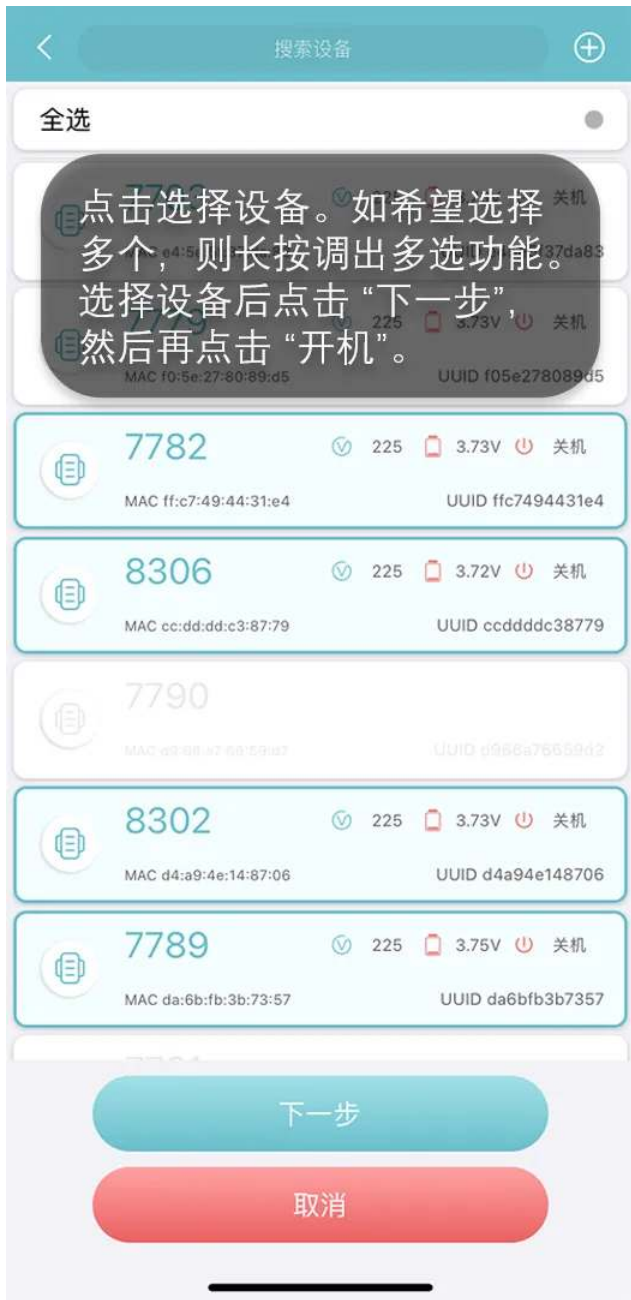 搜索设备
全选
点击选择设备。如希望选择
多个，则长按调出多选功能。
选择设备后点击 “下一步”，
然后再点击 “开机”。
关机
37da83
7779 225 3.73V 关机
MAC f0:5e:27:80:89:d5 UUID f05e278089d5
7782 225 3.73V 关机
MAC ff:c7:49:44:31:e4 UUID ffc7494431e4
8306 225 3.72V 关机
MAC cc:dd:dd:c3:87:79 UUID ccddddc38779
7790
8302 225 3.73V 关机
MAC d4:a9:4e:14:87:06 UUID d4a94e148706
7789 225 3.75V 关机
MAC da:6b:fb:3b:73:57 UUID da6bfb3b7357
下一步
取消